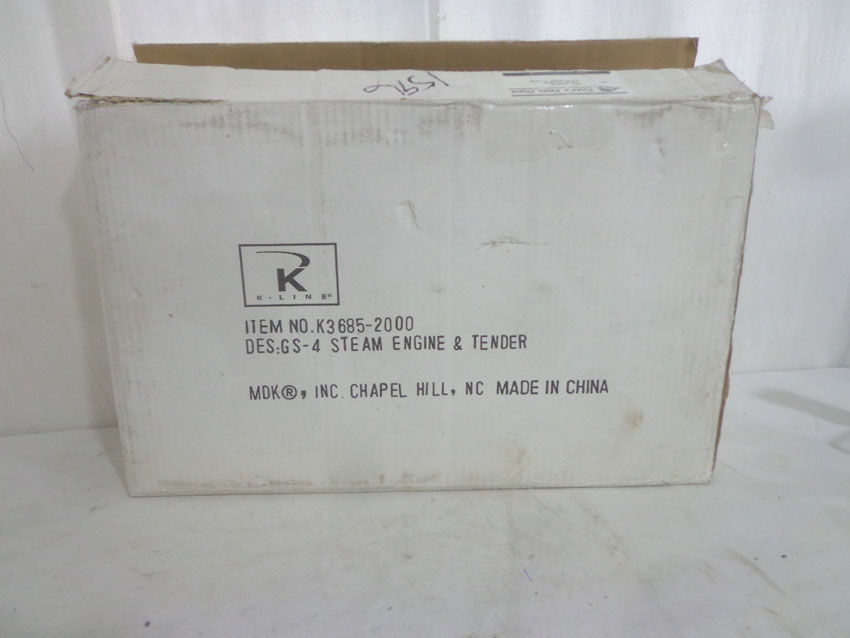 K
K-LINE®
ITEM NO.K3685-2000
DES:GS-4 STEAM ENGINE & TENDER
MDK®, INC. CHAPEL HILL, NC MADE IN CHINA